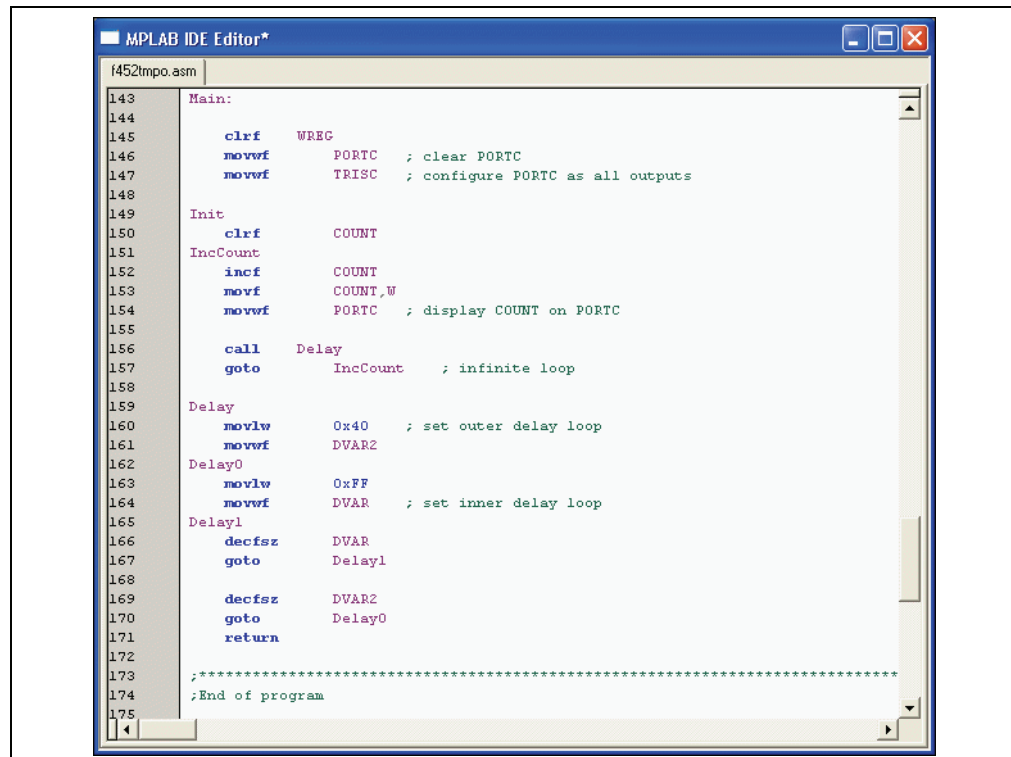 MPLAB IDE Editor*
f452tmpo.asm
143 Main:
144
145 clrf WREG
146 movwf PORTC ; clear PORTC
147 movwf TRISC ; configure PORTC as all outputs
148
149 Init
150 clrf COUNT
151 IncCount
152 incf COUNT
153 movf COUNT,W
154 movwf PORTC ; display COUNT on PORTC
155
156 call Delay
157 goto IncCount ; infinite loop
158
159 Delay
160 movlw 0x40 ; set outer delay loop
161 movwf DVAR2
162 Delay0
163 movlw 0xFF
164 movwf DVAR ; set inner delay loop
165 Delay1
166 decfsz DVAR
167 goto Delay1
168
169 decfsz DVAR2
170 goto Delay0
171 return
172
173 ;******************************************************************************
174 ;End of program
175